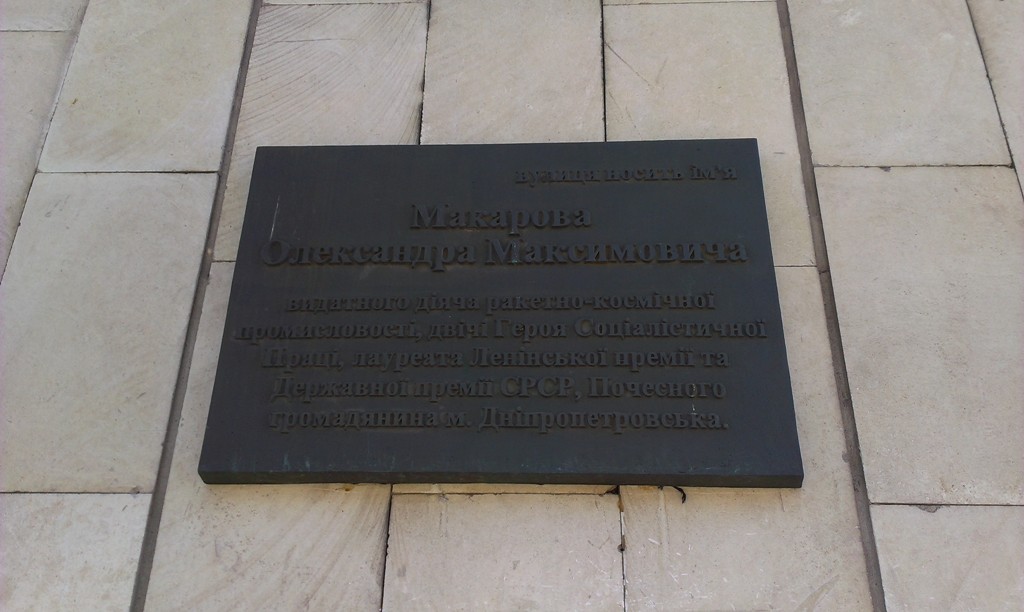 вулиця носить ім'я
Макарова
Олександра Максимовича
видатного діяча ракетно-космічної
промисловості, двічі Героя Соціалістичної
Праці, лауреата Ленінської премії та
Державної премії СРСР, Почесного
громадянина м. Дніпропетровська.